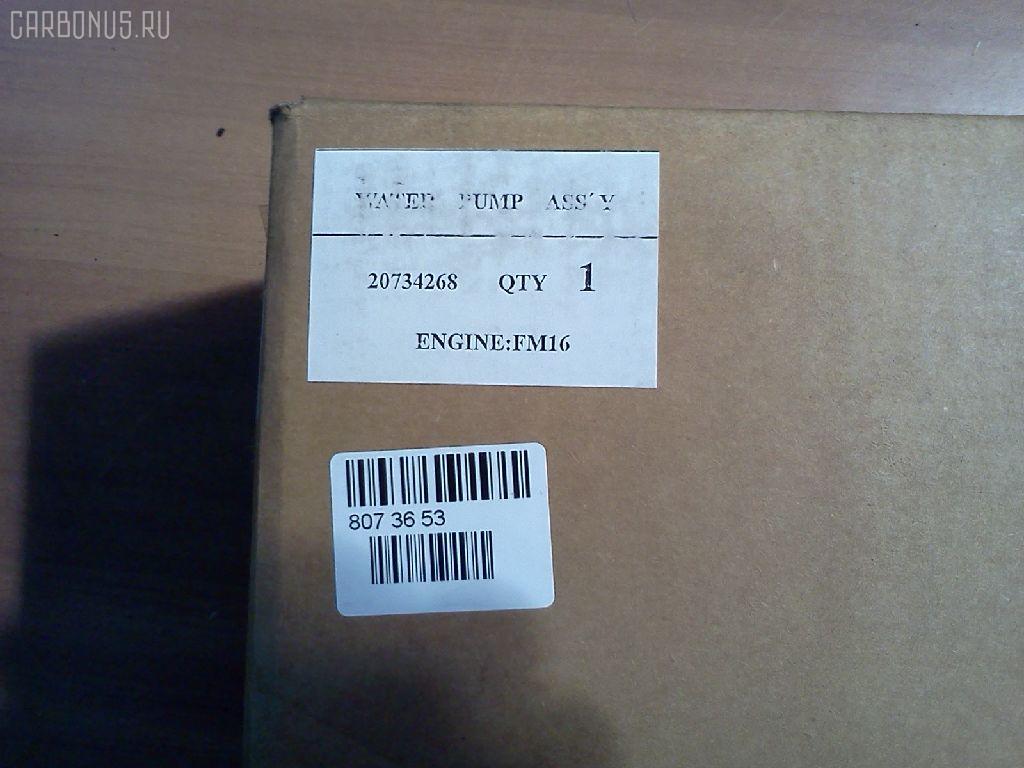 CARBONUS.RU
WATER PUMP ASS'Y
20734268 QTY 1
ENGINE:FM16
807 36 53